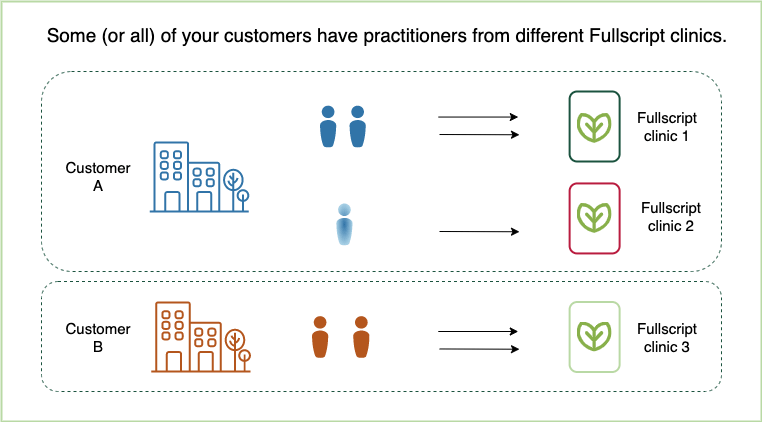 Some (or all) of your customers have practitioners from different Fullscript clinics.
Customer
A
Fullscript
clinic 1
Fullscript
clinic 2
Customer
B
Fullscript
clinic 3